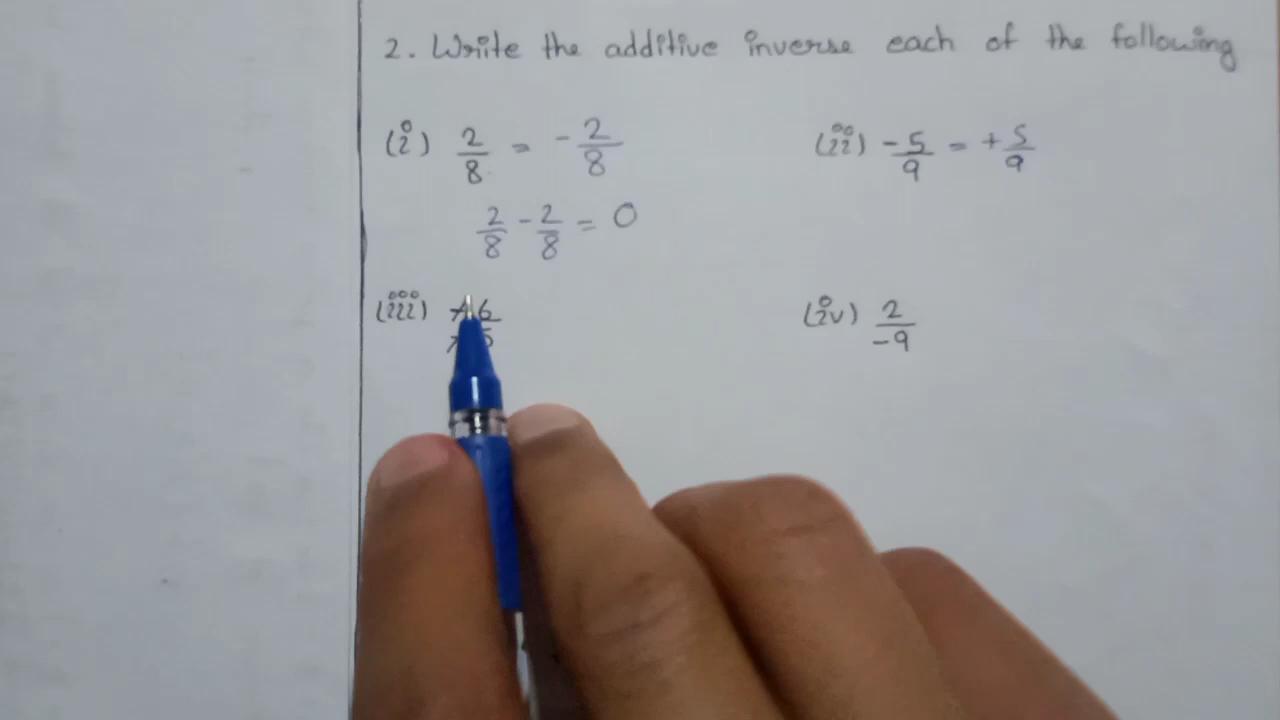 2. Write the additive inverse each of the following
(i) 2/8 = -2/8
(ii) -5/9 = +5/9
2/8 - 2/8 = 0
(iii)
(iv) 2/-9